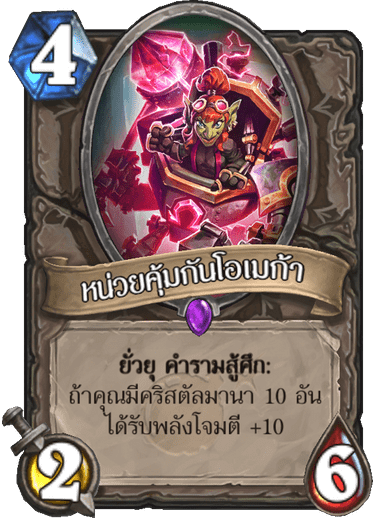 4
หน่วยคุ้มกันโอเมก้า
ยั่วยุ คำรามสู้ศึก:
ถ้าคุณมีคริสตัลมานา 10 อัน
ได้รับพลังโจมตี +10
2
6